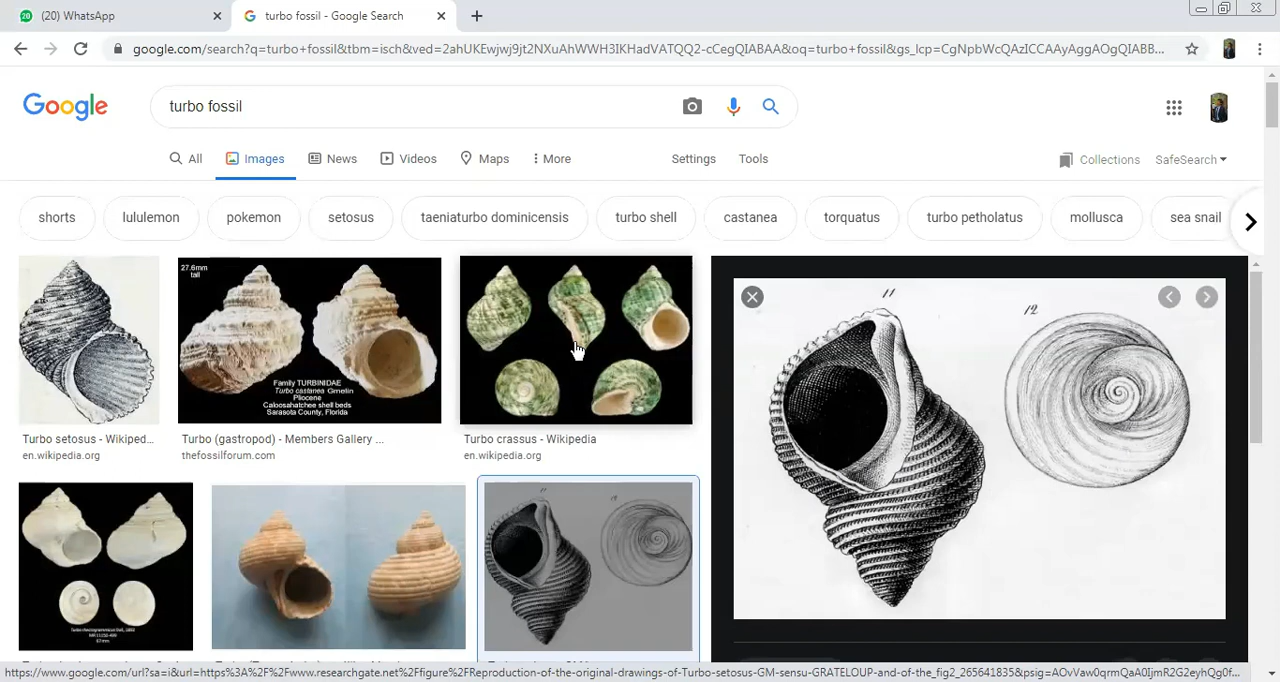 (20) WhatsApp
turbo fossil - Google Search
google.com/search?q=turbo+fossil&tbm=isch&ved=2ahUKEwjwj9jt2NXuAhWWH3IKHadVATQQ2-cCegQIABAA&oq=turbo+fossil&gs_lcp=CgNpbWcQAzICCAAyAggAOgQIABB...
Google
turbo fossil
All
Images
News
Videos
Maps
More
Settings
Tools
Collections
SafeSearch
shorts
lululemon
pokemon
setosus
taeniaturbo dominicensis
turbo shell
castanea
torquatus
turbo petholatus
mollusca
sea snail
27.6mm
tall
Family TURBINIDAE
Turbo castanea Gmelin
Pliocene
Caloosahatchee shell beds
Sarasota County, Florida
11
12
Turbo setosus - Wikiped...
en.wikipedia.org
Turbo (gastropod) - Members Gallery ...
thefossilforum.com
Turbo crassus - Wikipedia
en.wikipedia.org
https://www.google.com/url?sa=i&url=https%3A%2F%2Fwww.researchgate.net%2Ffigure%2FReproduction-of-the-original-drawings-of-Turbo-setosus-GM-sensu-GRATELOUP-and-of-the_fig2_265641835&psig=AOvVaw0qrmQaA0IjmR2G2eyhQg0f...